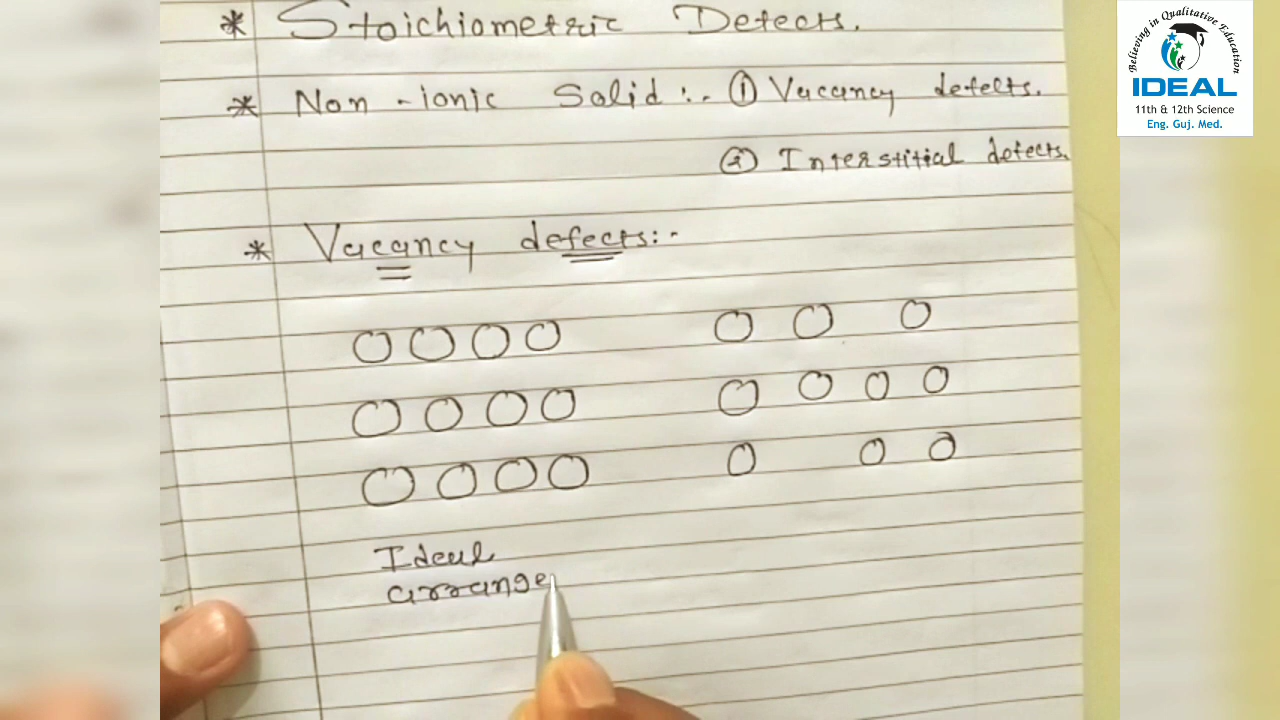 * Stoichiometric Defects.
* Non-ionic Solid :- ① Vacancy defects.
② Interstitial defects.
* Vacancy defects:-
Ideal
arrange
Believing in Qualitative Education
IDEAL
11th & 12th Science
Eng. Guj. Med.